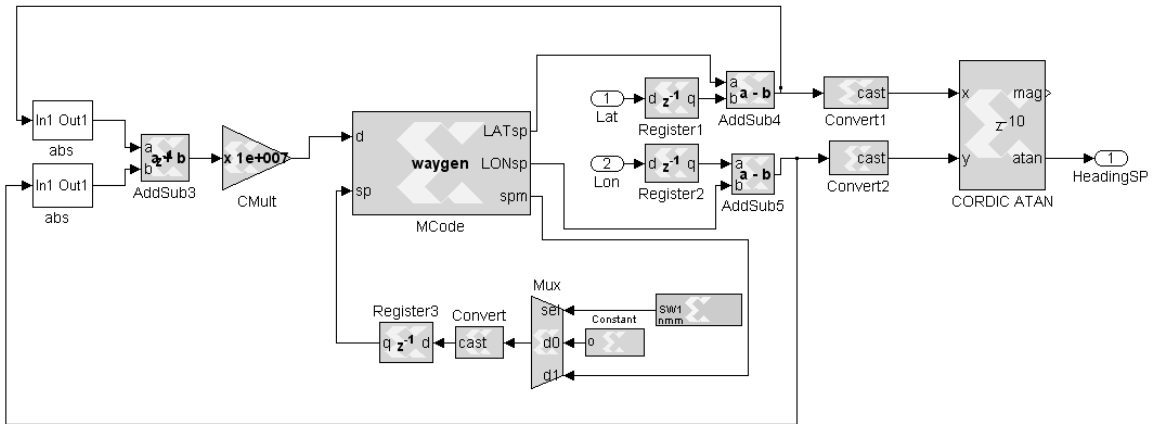 In1 Out1
abs
In1 Out1
abs
a
b
AddSub3
x 1e+007
CMult
d
sp
waygen
LATsp
LONsp
spm
MCode
1
Lat
2
Lon
d z-1 q
Register1
d z-1 q
Register2
a
b
a - b
AddSub4
a
b
a - b
AddSub5
cast
Convert1
cast
Convert2
x
y
mag
z-10
atan
CORDIC ATAN
1
HeadingSP
Register3
q z-1 d
Convert
cast
Mux
sel
d0
d1
SW1
Constant
0